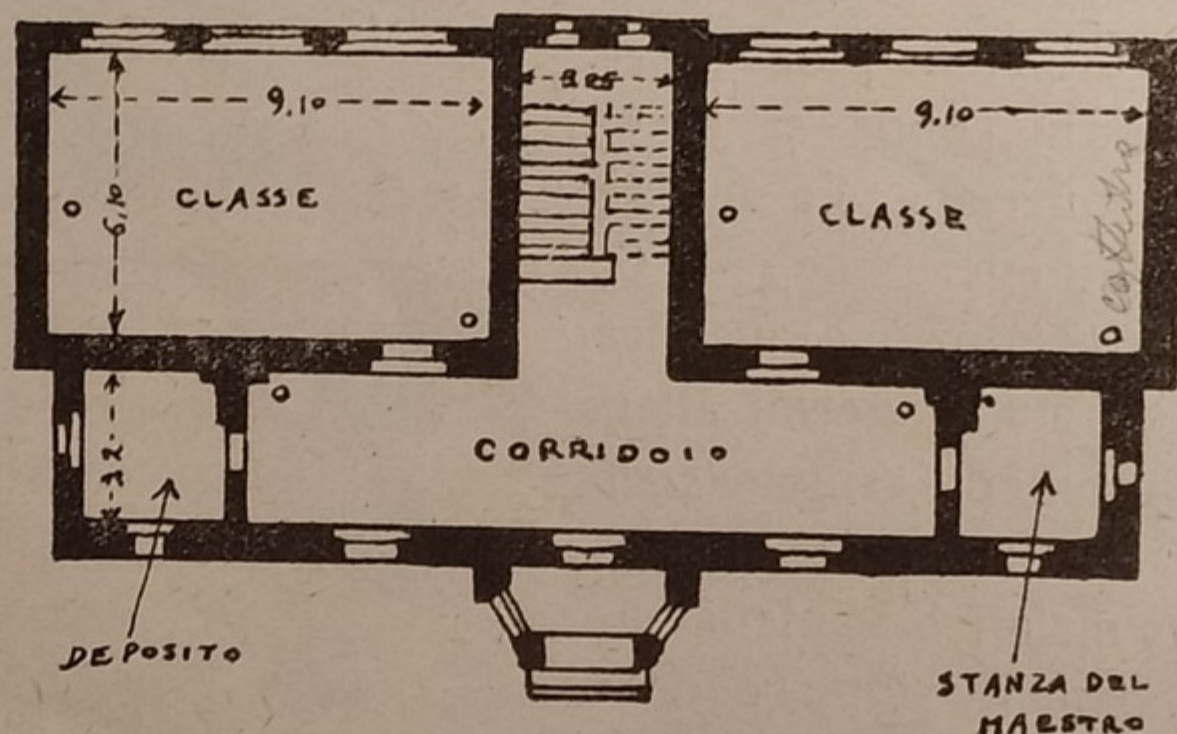 9,10
9,10
CLASSE
CLASSE
CORRIDOIO
DEPOSITO
STANZA DEL
MAESTRO